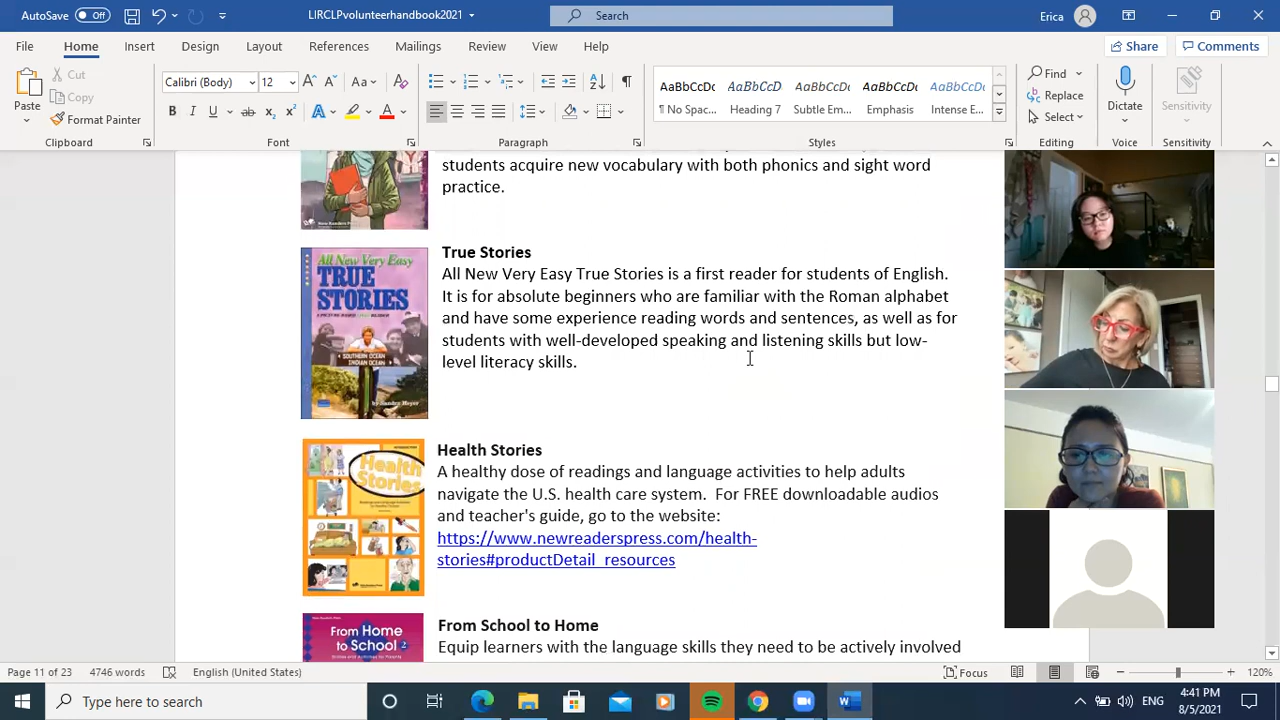 AutoSave Off LIRCLPvolunteerhandbook2021 Search Erica
File Home Insert Design Layout References Mailings Review View Help Share Comments
Paste Cut Copy Format Painter
Calibri (Body) 12
AaBbCcDc AaBbCcD AaBbCcDc AaBbCcDc AaBbCcDc
¶ No Spac... Heading 7 Subtle Em... Emphasis Intense E...
Find Replace Select Dictate Sensitivity
Clipboard Font Paragraph Styles Editing Voice Sensitivity
students acquire new vocabulary with both phonics and sight word
practice.
True Stories
All New Very Easy True Stories is a first reader for students of English.
It is for absolute beginners who are familiar with the Roman alphabet
and have some experience reading words and sentences, as well as for
students with well-developed speaking and listening skills but low-
level literacy skills.
All New Very Easy
TRUE
STORIES
SOUTHERN OCEAN
INDIAN OCEAN
by Sandra Heyer
Health Stories
A healthy dose of readings and language activities to help adults
navigate the U.S. health care system.  For FREE downloadable audios
and teacher's guide, go to the website:
https://www.newreaderspress.com/health-
stories#productDetail_resources
Health
Stories
From School to Home
Equip learners with the language skills they need to be actively involved
From Home
to School 2
Page 11 of 23 4746 words English (United States) Focus 120%
Type here to search ENG 4:41 PM
8/5/2021